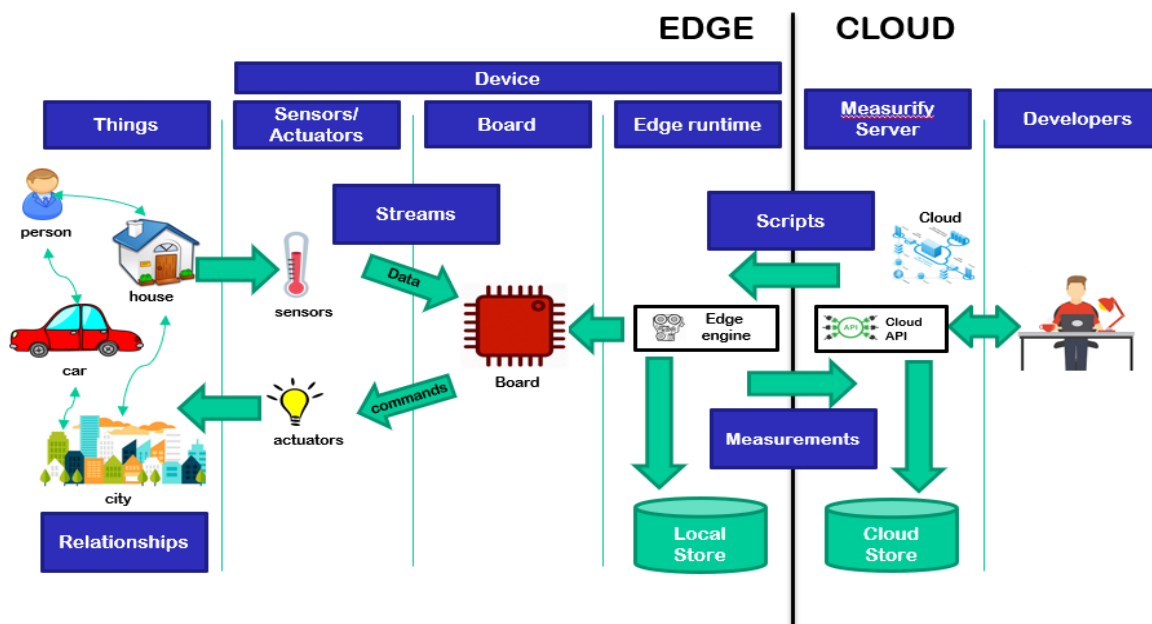 EDGE
CLOUD
Device
Things
Sensors/
Actuators
Board
Edge runtime
Measurify
Server
Developers
person
house
car
city
Relationships
Streams
sensors
Data
Board
commands
actuators
Scripts
Cloud
Edge
engine
API
Cloud
API
Measurements
Local
Store
Cloud
Store